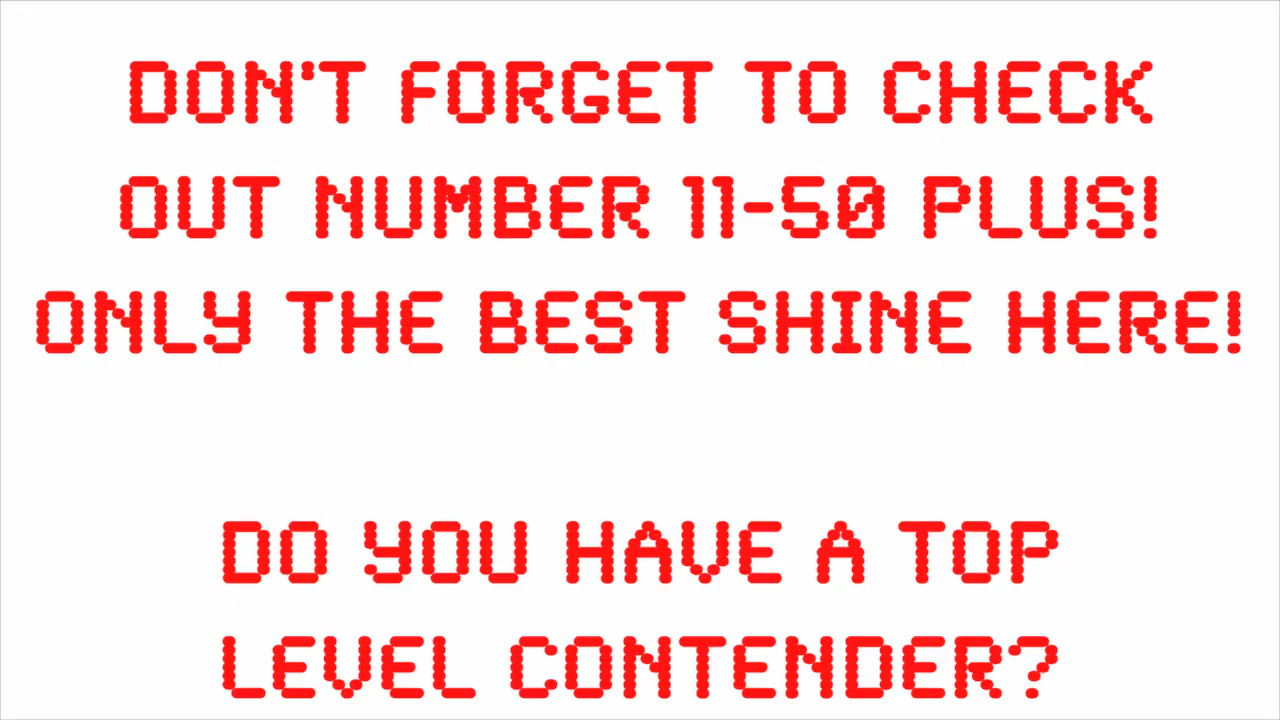 DON'T FORGET TO CHECK
OUT NUMBER 11-50 PLUS!
ONLY THE BEST SHINE HERE!
DO YOU HAVE A TOP
LEVEL CONTENDER?